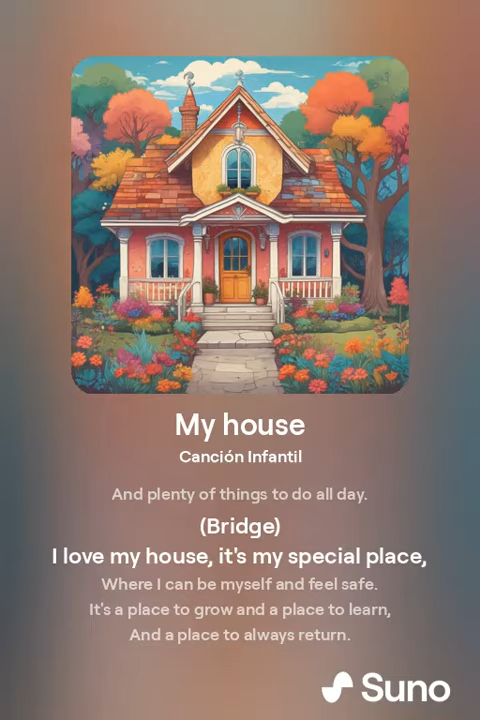 My house
Canción Infantil
And plenty of things to do all day.
(Bridge)
I love my house, it's my special place,
Where I can be myself and feel safe.
It's a place to grow and a place to learn,
And a place to always return.
Suno